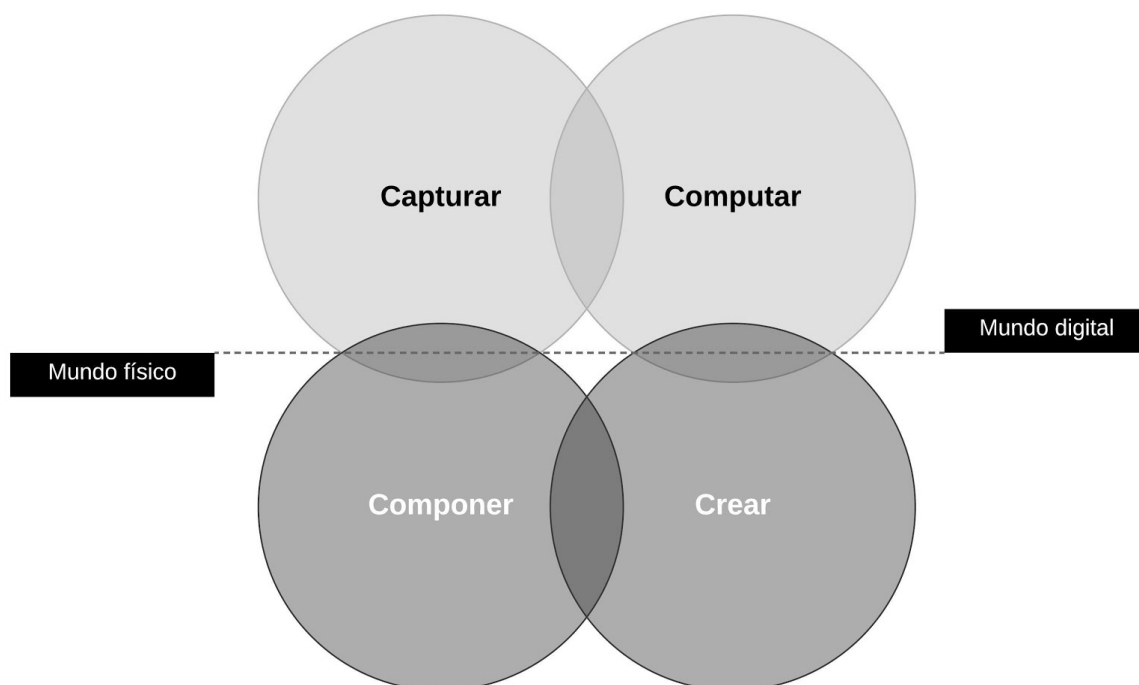 Capturar
Computar
Mundo digital
Mundo físico
Componer
Crear